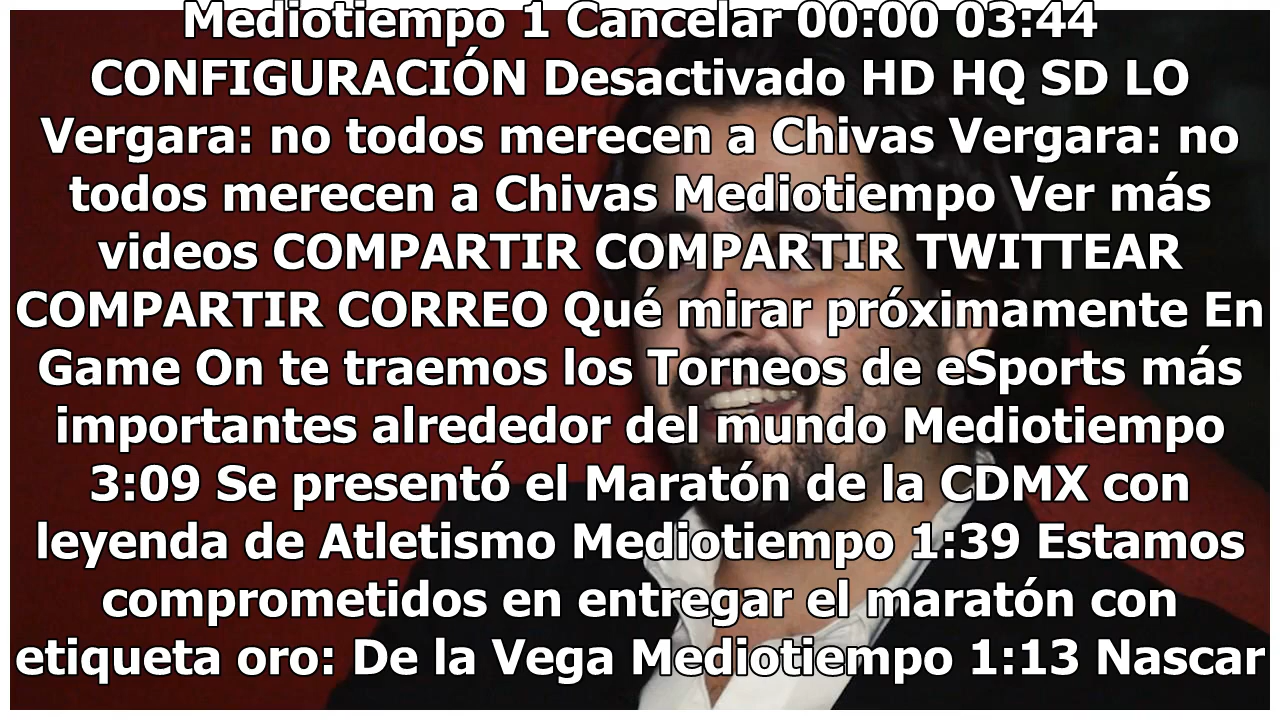 Mediotiempo 1 Cancelar 00:00 03:44
CONFIGURACIÓN Desactivado HD HQ SD LO
Vergara: no todos merecen a Chivas Vergara: no
todos merecen a Chivas Mediotiempo Ver más
videos COMPARTIR COMPARTIR TWITTEAR
COMPARTIR CORREO Qué mirar próximamente En
Game On te traemos los Torneos de eSports más
importantes alrededor del mundo Mediotiempo
3:09 Se presentó el Maratón de la CDMX con
leyenda de Atletismo Mediotiempo 1:39 Estamos
comprometidos en entregar el maratón con
etiqueta oro: De la Vega Mediotiempo 1:13 Nascar